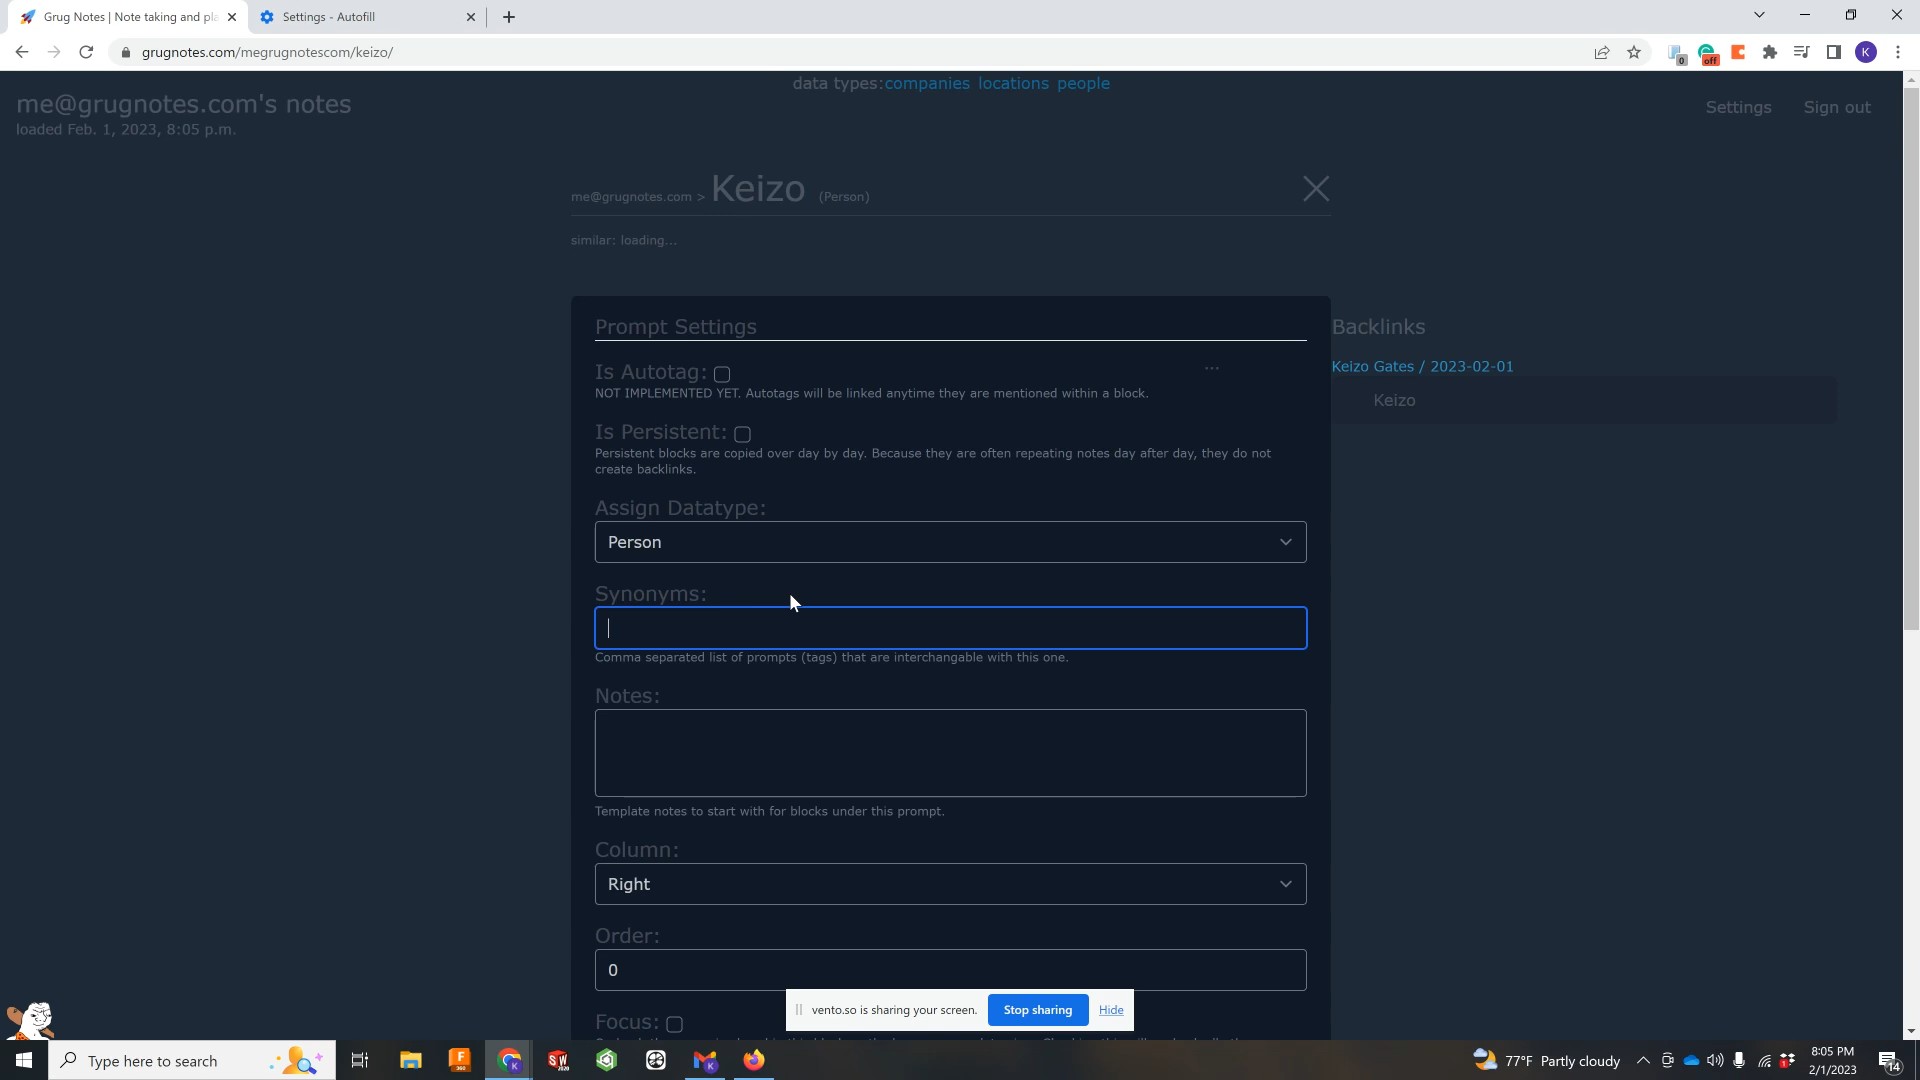 Grug Notes | Note taking and pla
Settings - Autofill
grugnotes.com/megrugnotescom/keizo/
0
off
K
data types:companies locations people
me@grugnotes.com's notes
loaded Feb. 1, 2023, 8:05 p.m.
Settings
Sign out
me@grugnotes.com > Keizo (Person)
similar: loading...
Prompt Settings
Is Autotag:
...
NOT IMPLEMENTED YET. Autotags will be linked anytime they are mentioned within a block.
Is Persistent:
Persistent blocks are copied over day by day. Because they are often repeating notes day after day, they do not
create backlinks.
Assign Datatype:
Person
Synonyms:
Comma separated list of prompts (tags) that are interchangable with this one.
Notes:
Template notes to start with for blocks under this prompt.
Column:
Right
Order:
0
Focus:
Backlinks
Keizo Gates / 2023-02-01
Keizo
vento.so is sharing your screen.
Stop sharing
Hide
Type here to search
F
360
K
SW
2020
K
77°F Partly cloudy
8:05 PM
2/1/2023
14